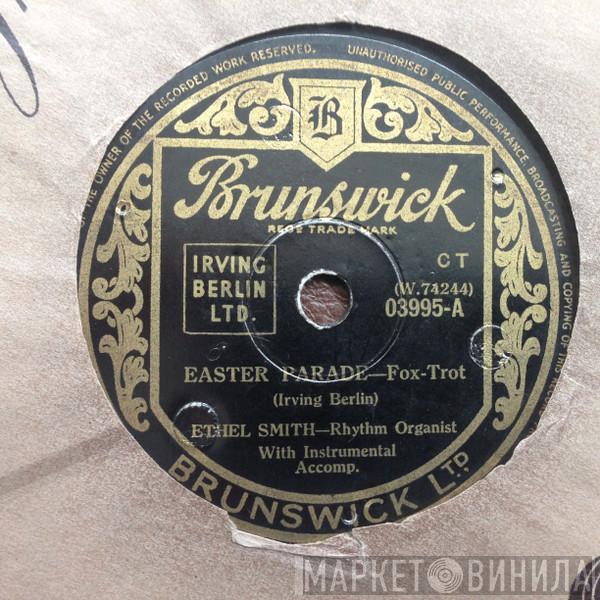 THE OWNER OF THE RECORDED WORK RESERVED. UNAUTHORISED PUBLIC PERFORMANCE BROADCASTING AND COPYING OF THIS RECORD
B
Brunswick
REGD TRADE MARK
IRVING
BERLIN
LTD.
CT
(W.74244)
03995-A
EASTER PARADE—Fox-Trot
(Irving Berlin)
ETHEL SMITH—Rhythm Organist
With Instrumental
Accomp.
BRUNSWICK LTD.
МАРКЕТ ВИНИЛА